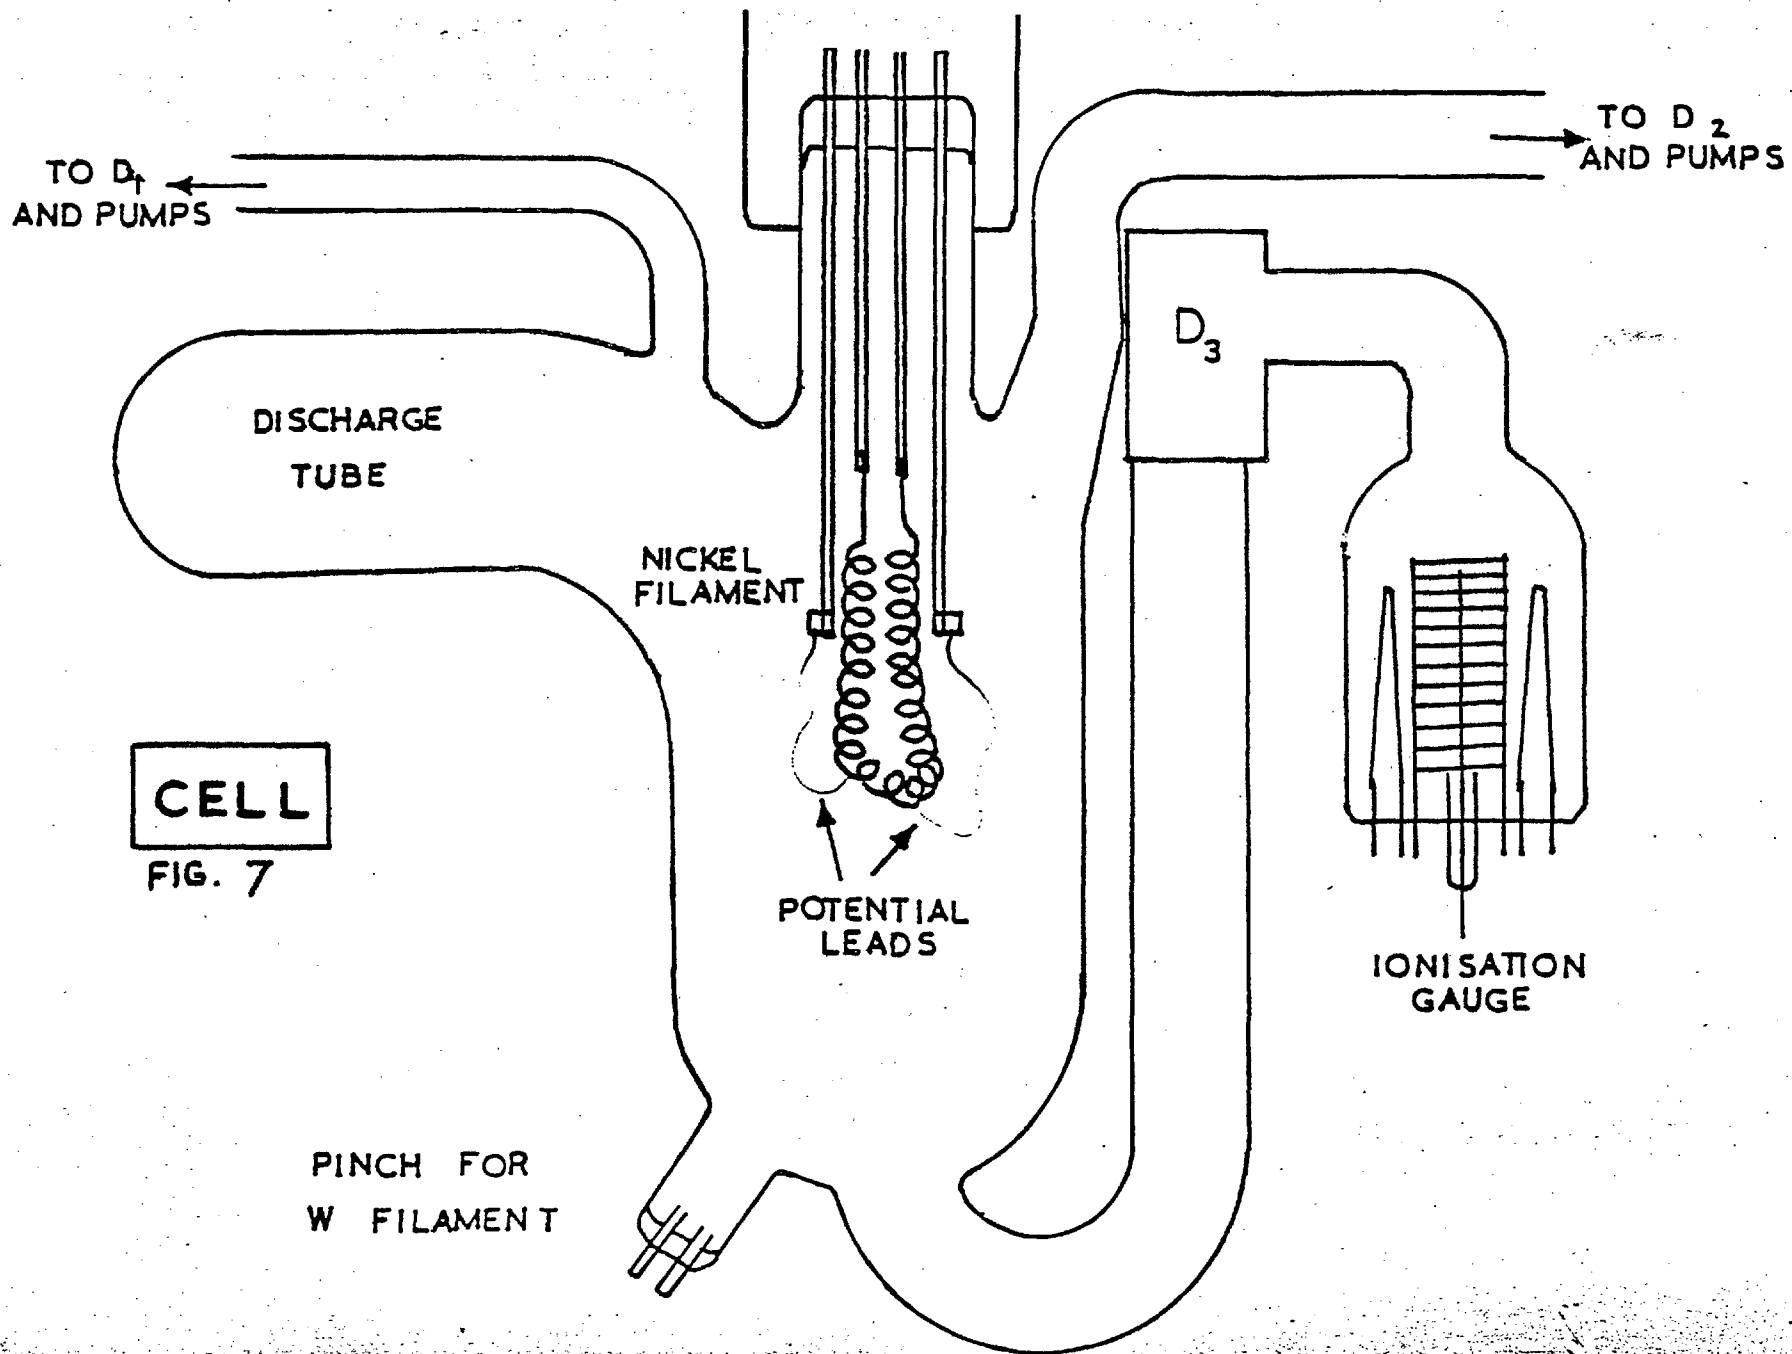 TO D1
AND PUMPS
TO D2
AND PUMPS
D3
DISCHARGE
TUBE
NICKEL
FILAMENT
CELL
FIG. 7
POTENTIAL
LEADS
IONISATION
GAUGE
PINCH FOR
W FILAMENT